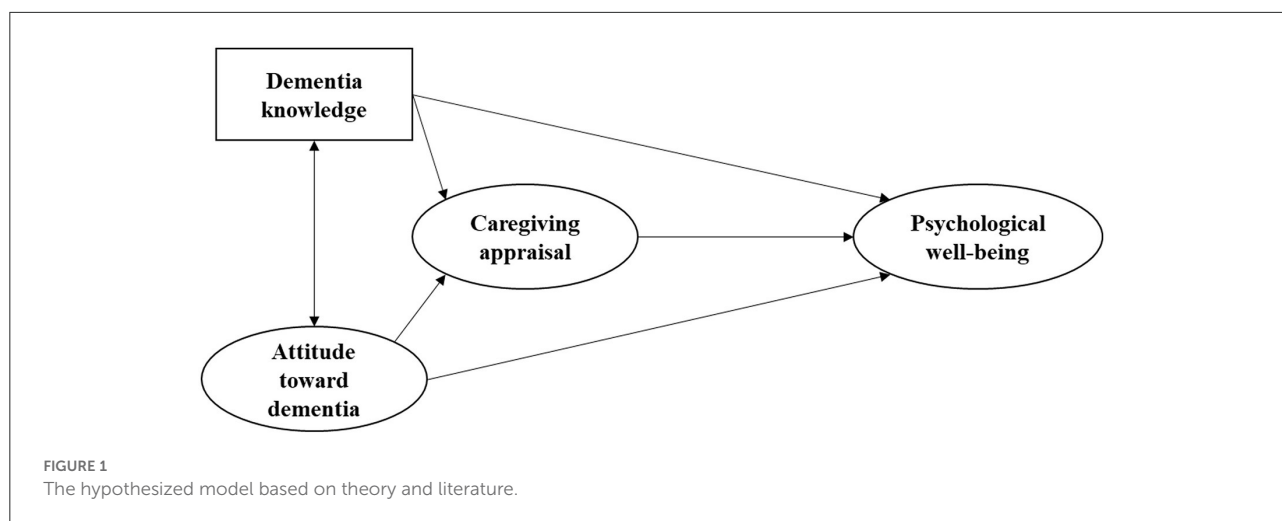 Dementia
knowledge
Caregiving
appraisal
Psychological
well-being
Attitude
toward
dementia
FIGURE 1
The hypothesized model based on theory and literature.